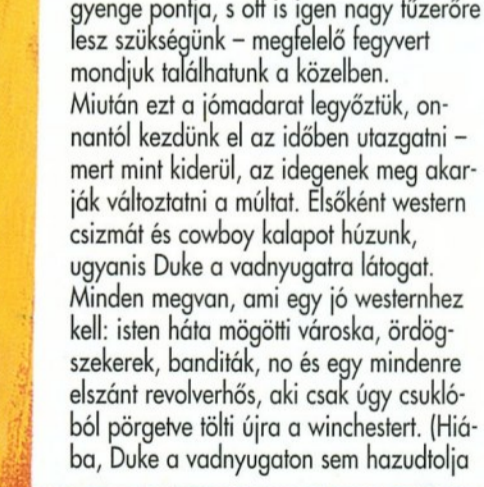 gyenge pontja, s ott is igen nagy tűzerőre
lesz szükségünk – megfelelő fegyvert
mondjuk találhatunk a közelben.
Miután ezt a jómadarat legyőztük, on-
nantól kezdünk el az időben utazgatni –
mert mint kiderül, az idegenek meg akar-
ják változtatni a múltat. Elsőként western
csizmát és cowboy kalapot húzunk,
ugyanis Duke a vadnyugatra látogat.
Minden megvan, ami egy jó westernhez
kell: isten háta mögötti városka, ördög-
szekerek, banditák, no és egy mindenre
elszánt revolverhős, aki csak úgy csukló-
ból pörgetve tölti újra a winchestert. (Hiá-
ba, Duke a vadnyugaton sem hazudtolja